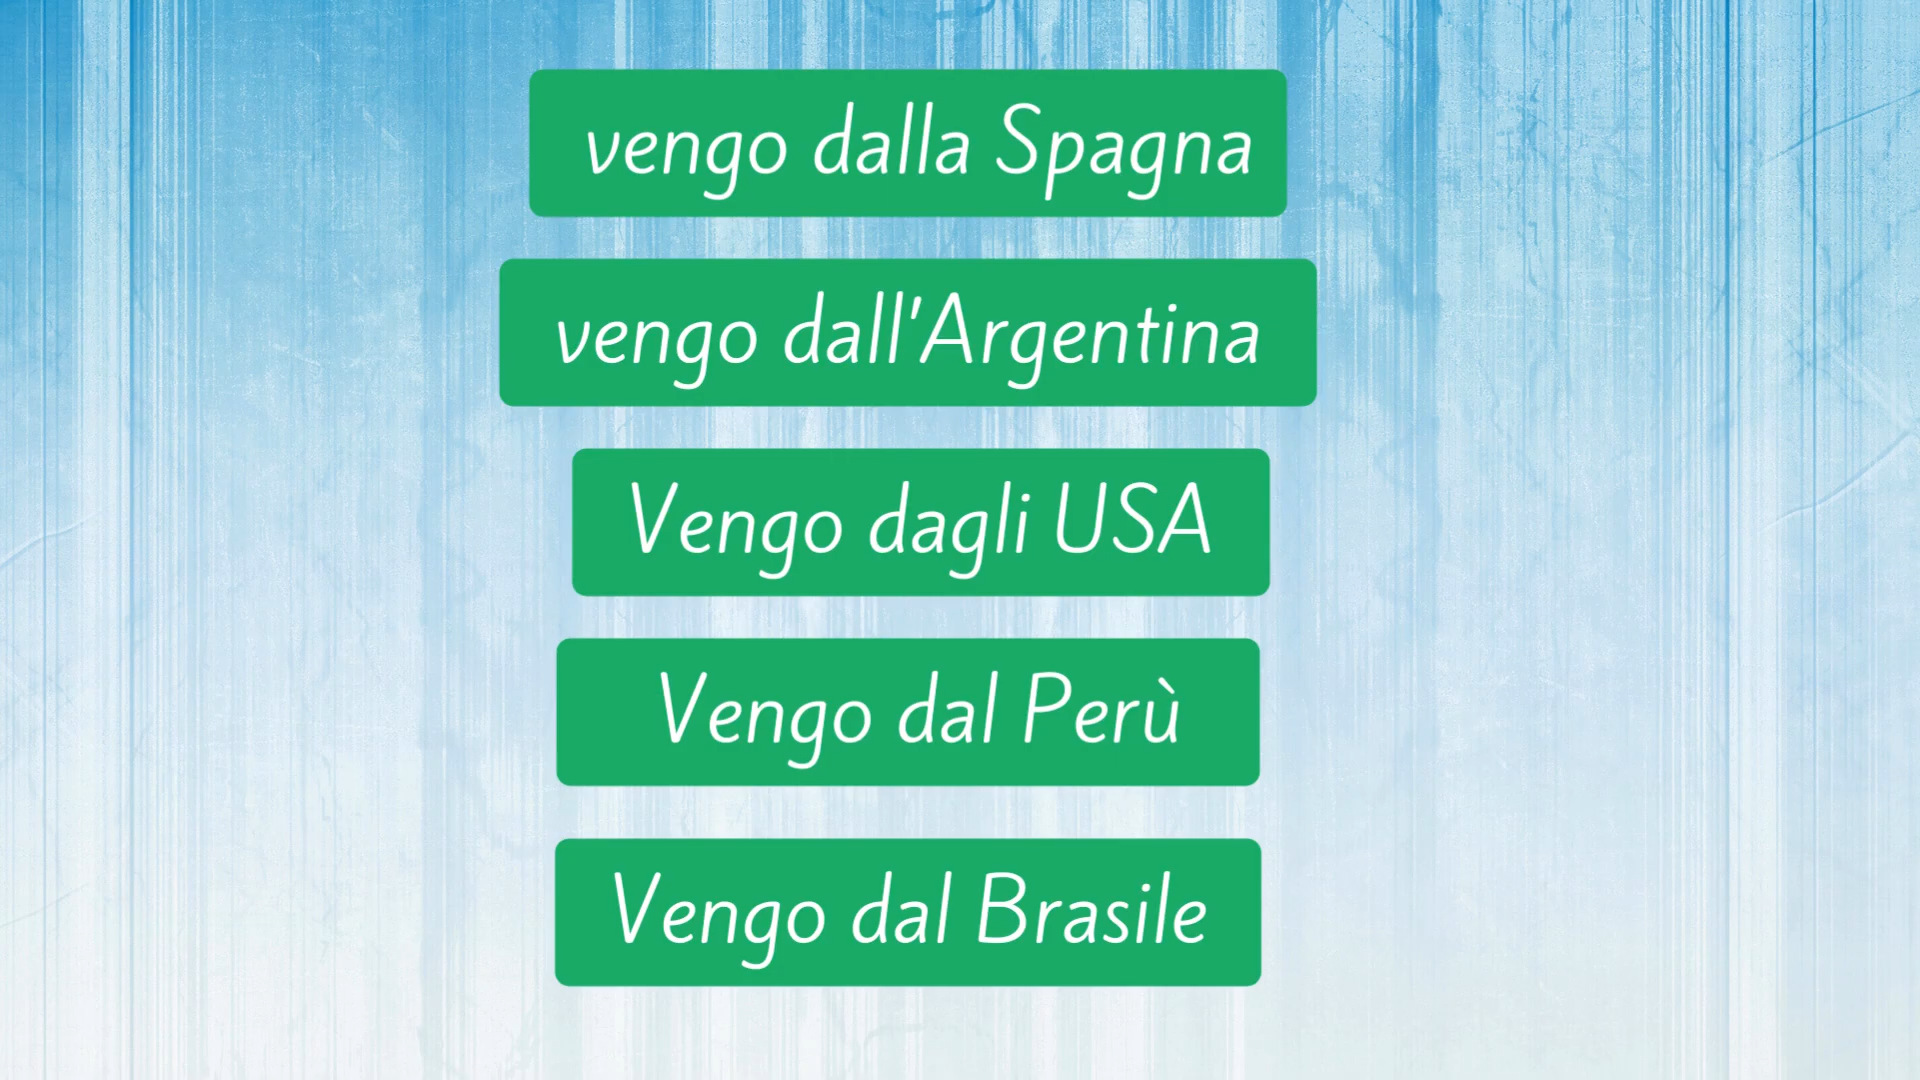 vengo dalla Spagna
vengo dall'Argentina
Vengo dagli USA
Vengo dal Perù
Vengo dal Brasile